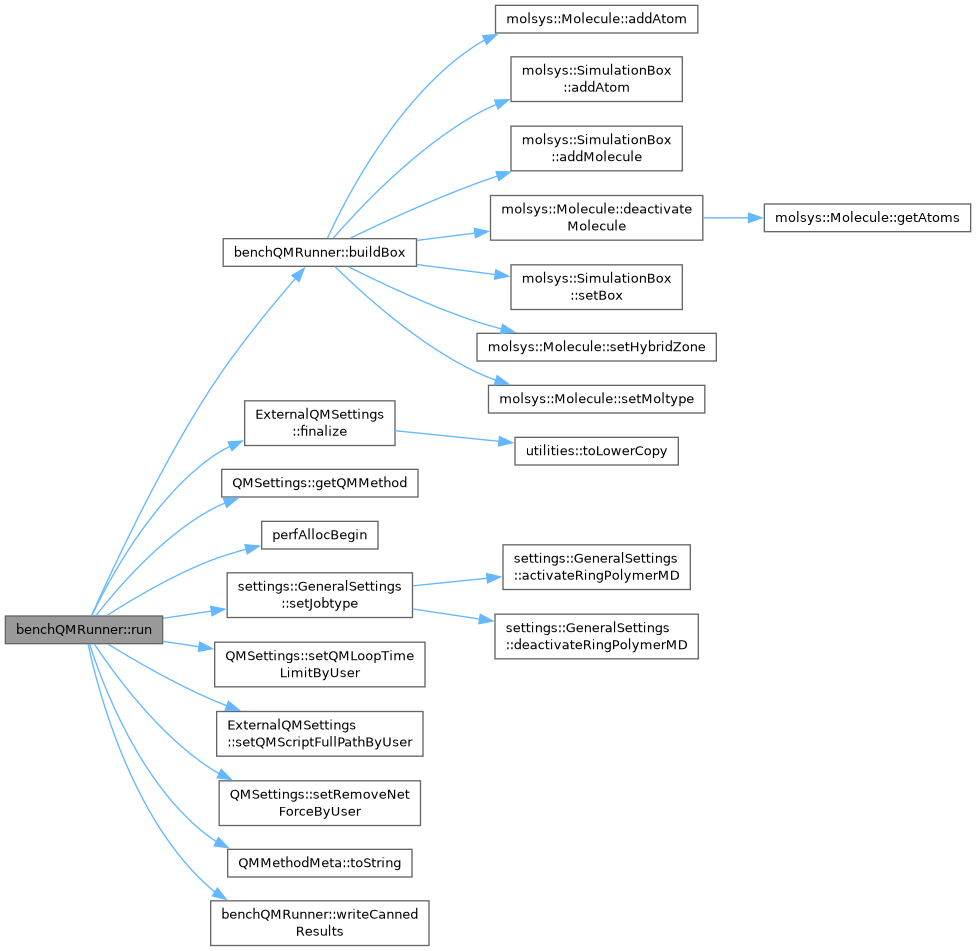 molsys::Molecule::addAtom
molsys::SimulationBox
::addAtom
molsys::SimulationBox
::addMolecule
molsys::Molecule::deactivate
Molecule
molsys::Molecule::getAtoms
benchQMRunner::buildBox
molsys::SimulationBox
::setBox
molsys::Molecule::setHybridZone
molsys::Molecule::setMoltype
ExternalQMSettings
::finalize
utilities::toLowerCopy
QMSettings::getQMMethod
perfAllocBegin
settings::GeneralSettings
::activateRingPolymerMD
settings::GeneralSettings
::setJobtype
settings::GeneralSettings
::deactivateRingPolymerMD
benchQMRunner::run
QMSettings::setQMLoopTime
LimitByUser
ExternalQMSettings
::setQMScriptFullPathByUser
QMSettings::setRemoveNet
ForceByUser
QMMethodMeta::toString
benchQMRunner::writeCanned
Results